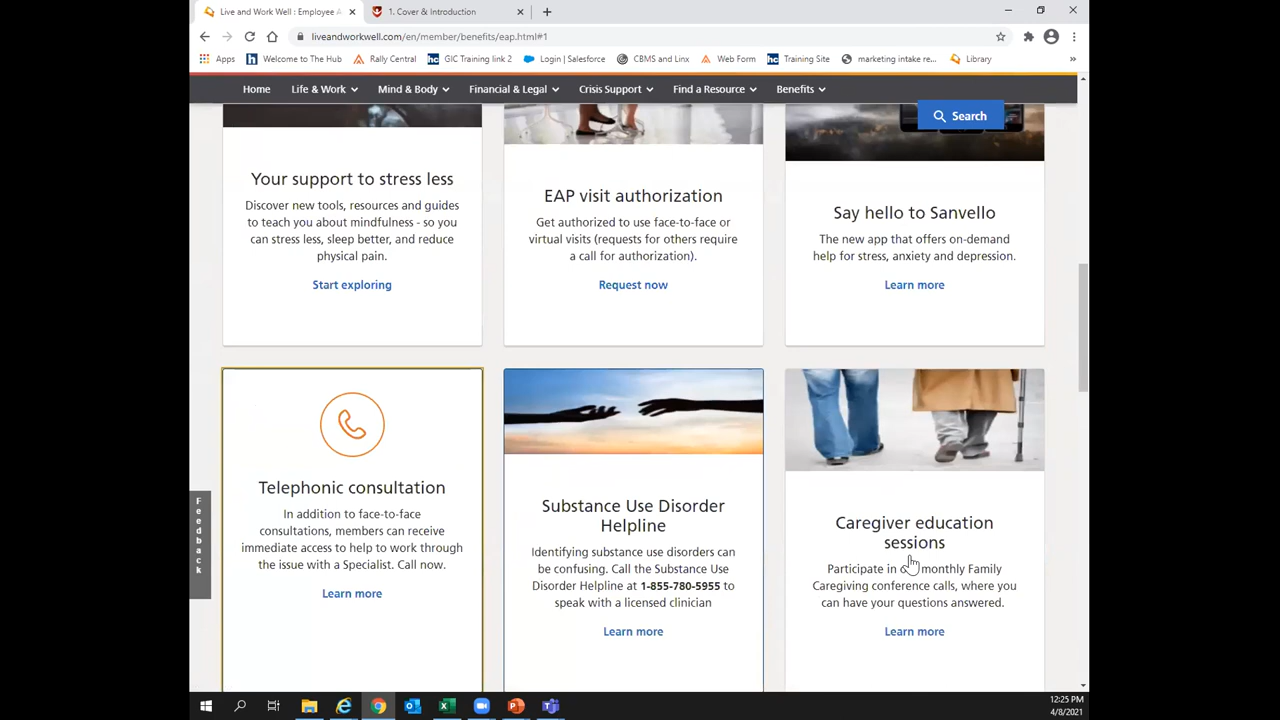 Live and Work Well : Employee A
1. Cover & Introduction
liveandworkwell.com/en/member/benefits/eap.html#1
Apps
Welcome to The Hub
Rally Central
GIC Training link 2
Login | Salesforce
CBMS and Linx
Web Form
Training Site
marketing intake re...
Library
Home
Life & Work
Mind & Body
Financial & Legal
Crisis Support
Find a Resource
Benefits
Search
Your support to stress less
Discover new tools, resources and guides
to teach you about mindfulness - so you
can stress less, sleep better, and reduce
physical pain.
Start exploring
EAP visit authorization
Get authorized to use face-to-face or
virtual visits (requests for others require
a call for authorization).
Request now
Say hello to Sanvello
The new app that offers on-demand
help for stress, anxiety and depression.
Learn more
Telephonic consultation
In addition to face-to-face
consultations, members can receive
immediate access to help to work through
the issue with a Specialist. Call now.
Learn more
Substance Use Disorder
Helpline
Identifying substance use disorders can
be confusing. Call the Substance Use
Disorder Helpline at 1-855-780-5955 to
speak with a licensed clinician
Learn more
Caregiver education
sessions
Participate in monthly Family
Caregiving conference calls, where you
can have your questions answered.
Learn more
Feedback
12:25 PM
4/8/2021